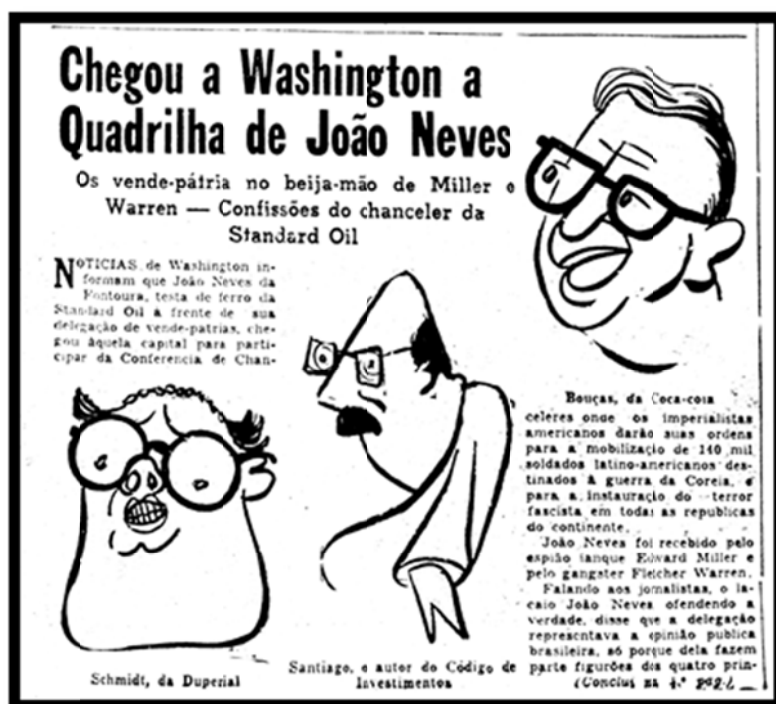 Chegou a Washington a
Quadrilha de João Neves
Os vende-pátria no beija-mão de Miller e
Warren — Confissões do chanceler da
Standard Oil
NOTICIAS de Washington in-
formam que João Neves da
Fontoura, testa de ferro da
Standard Oil à frente de sua
delegação de vende-patrias, che-
gou àquela capital para parti-
cipar da Conferencia de Chan-
Schmidt, da Duperial
Santiago, o autor do Código de
Investimentos
Bouças, da Coca-cola
celeres onde os imperialistas
americanos darão suas ordens
para a mobilização de 140 mil
soldados latino-americanos des-
tinados à guerra da Coreia, e
para a instauração do terror
fascista em todas as republicas
do continente.
João Neves foi recebido pelo
espião ianque Edward Miller e
pelo gangster Fletcher Warren.
Falando aos jornalistas, o la-
caio João Neves ofendendo a
verdade, disse que a delegação
representava a opinião publica
brasileira, só porque dela fazem
parte figurões dos quatro prin-
(Conclui na 4.ª